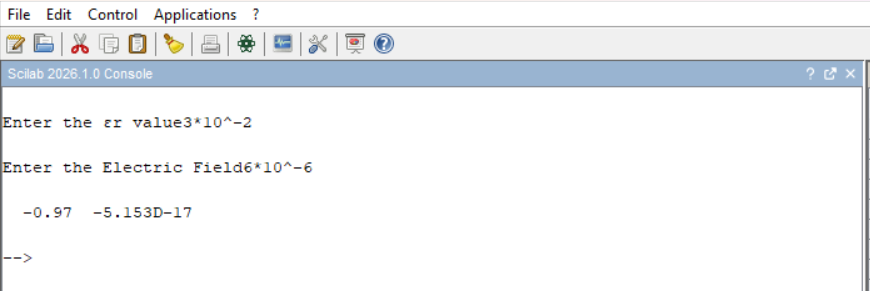 File Edit Control Applications ?
Scilab 2026.1.0 Console ?
Enter the εr value3*10^-2
Enter the Electric Field6*10^-6
-0.97 -5.153D-17
-->